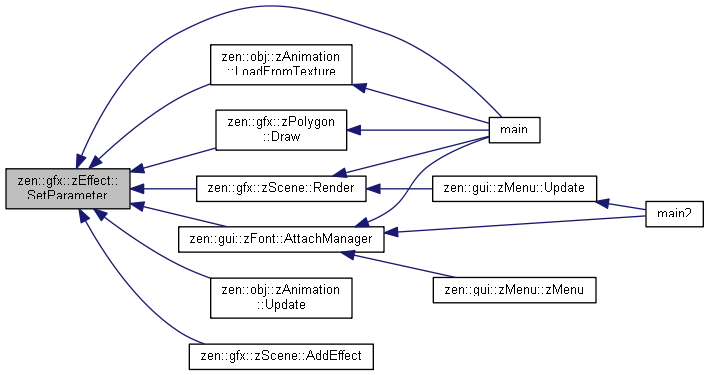 zen::obj::zAnimation
::LoadFromTexture
zen::gfx::zPolygon
::Draw
main
zen::gfx::zEffect::
SetParameter
zen::gfx::zScene::Render
zen::gui::zMenu::Update
main2
zen::gui::zFont::AttachManager
zen::obj::zAnimation
::Update
zen::gui::zMenu::zMenu
zen::gfx::zScene::AddEffect